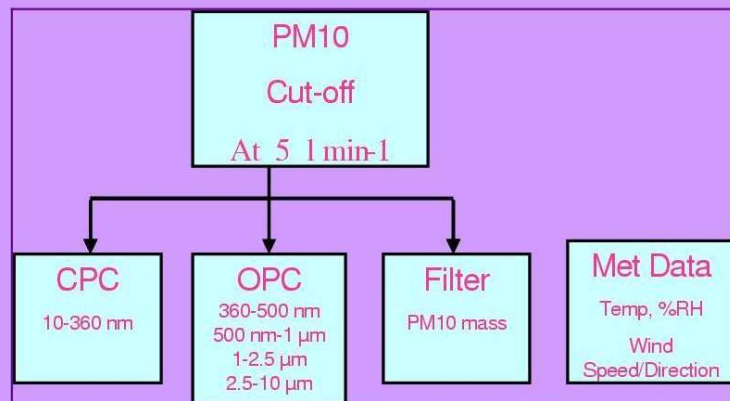 PM10
Cut-off
At 5 l min-1
CPC
10-360 nm
OPC
360-500 nm
500 nm-1 µm
1-2.5 µm
2.5-10 µm
Filter
PM10 mass
Met Data
Temp, %RH
Wind
Speed/Direction